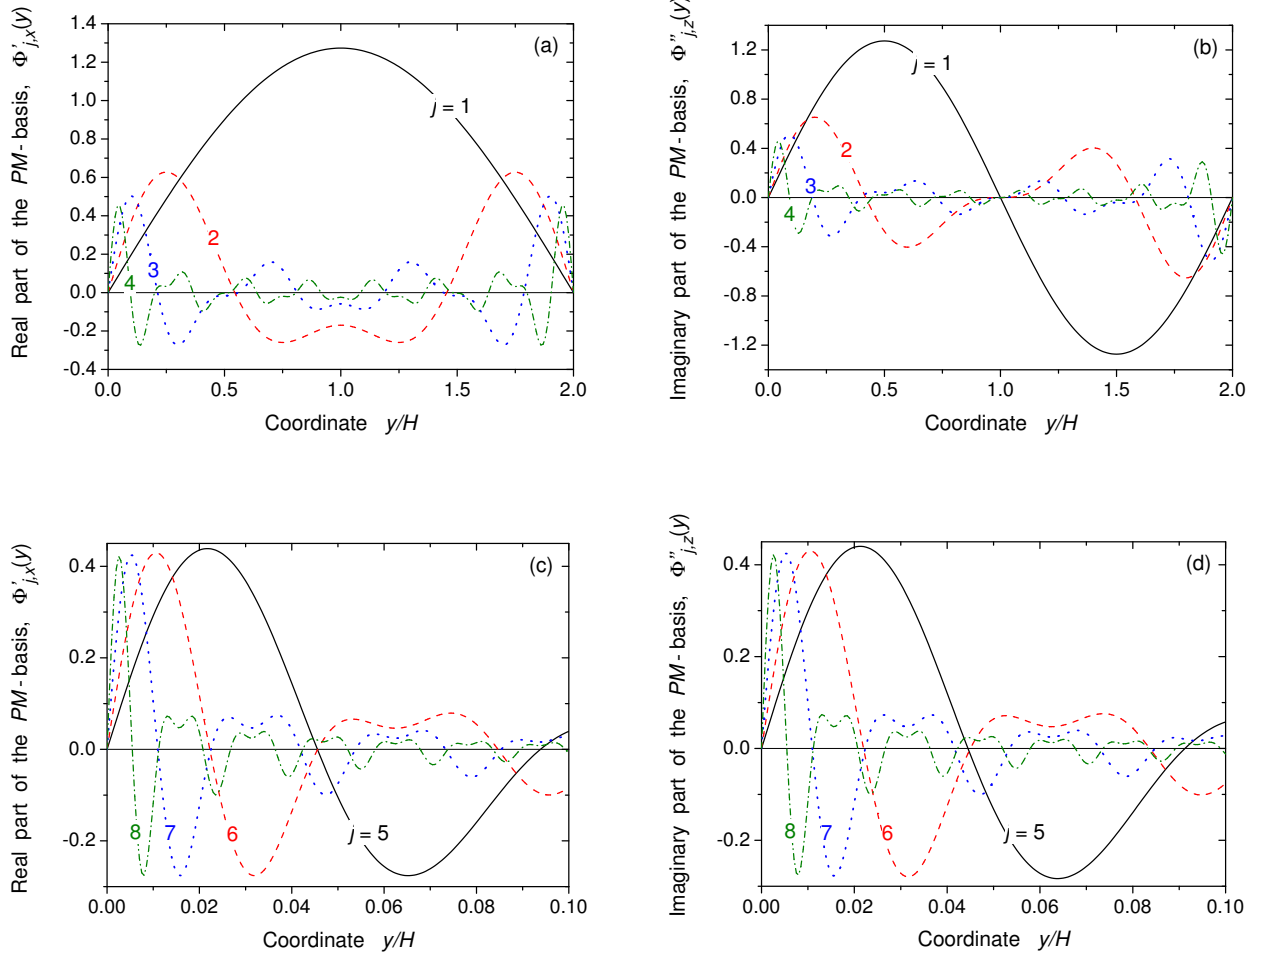 Real part of the PM-basis, Φ'j,x(y)
1.4
1.2
1.0
0.8
0.6
0.4
0.2
0.0
-0.2
-0.4
(a)
j = 1
2
3
4
0.0 0.5 1.0 1.5 2.0
Coordinate y/H
Imaginary part of the PM-basis, Φ''j,z(y)
1.2
0.8
0.4
0.0
-0.4
-0.8
-1.2
(b)
j = 1
2
3
4
0.0 0.5 1.0 1.5 2.0
Coordinate y/H
Real part of the PM-basis, Φ'j,x(y)
0.4
0.2
0.0
-0.2
(c)
8 7 6 j = 5
0.00 0.02 0.04 0.06 0.08 0.10
Coordinate y/H
Imaginary part of the PM-basis, Φ''j,z(y)
0.4
0.2
0.0
-0.2
(d)
8 7 6 j = 5
0.00 0.02 0.04 0.06 0.08 0.10
Coordinate y/H